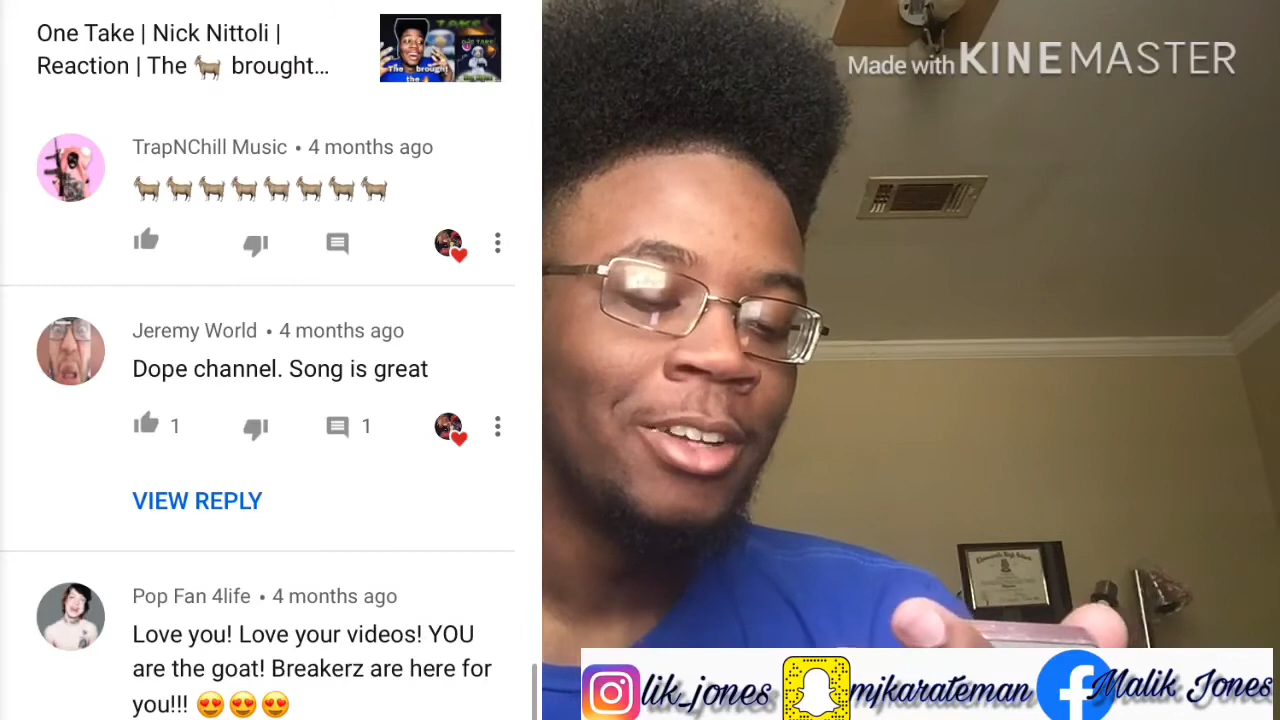 One Take | Nick Nittoli |
Reaction | The 🐐 brought...
TrapNChill Music • 4 months ago
🐐🐐🐐🐐🐐🐐🐐🐐
Jeremy World • 4 months ago
Dope channel. Song is great
1
1
VIEW REPLY
Pop Fan 4life • 4 months ago
Love you! Love your videos! YOU
are the goat! Breakerz are here for
you!!! 😍😍😍
Made with KINEMASTER
lik_jones
mjkarateman
Malik Jones